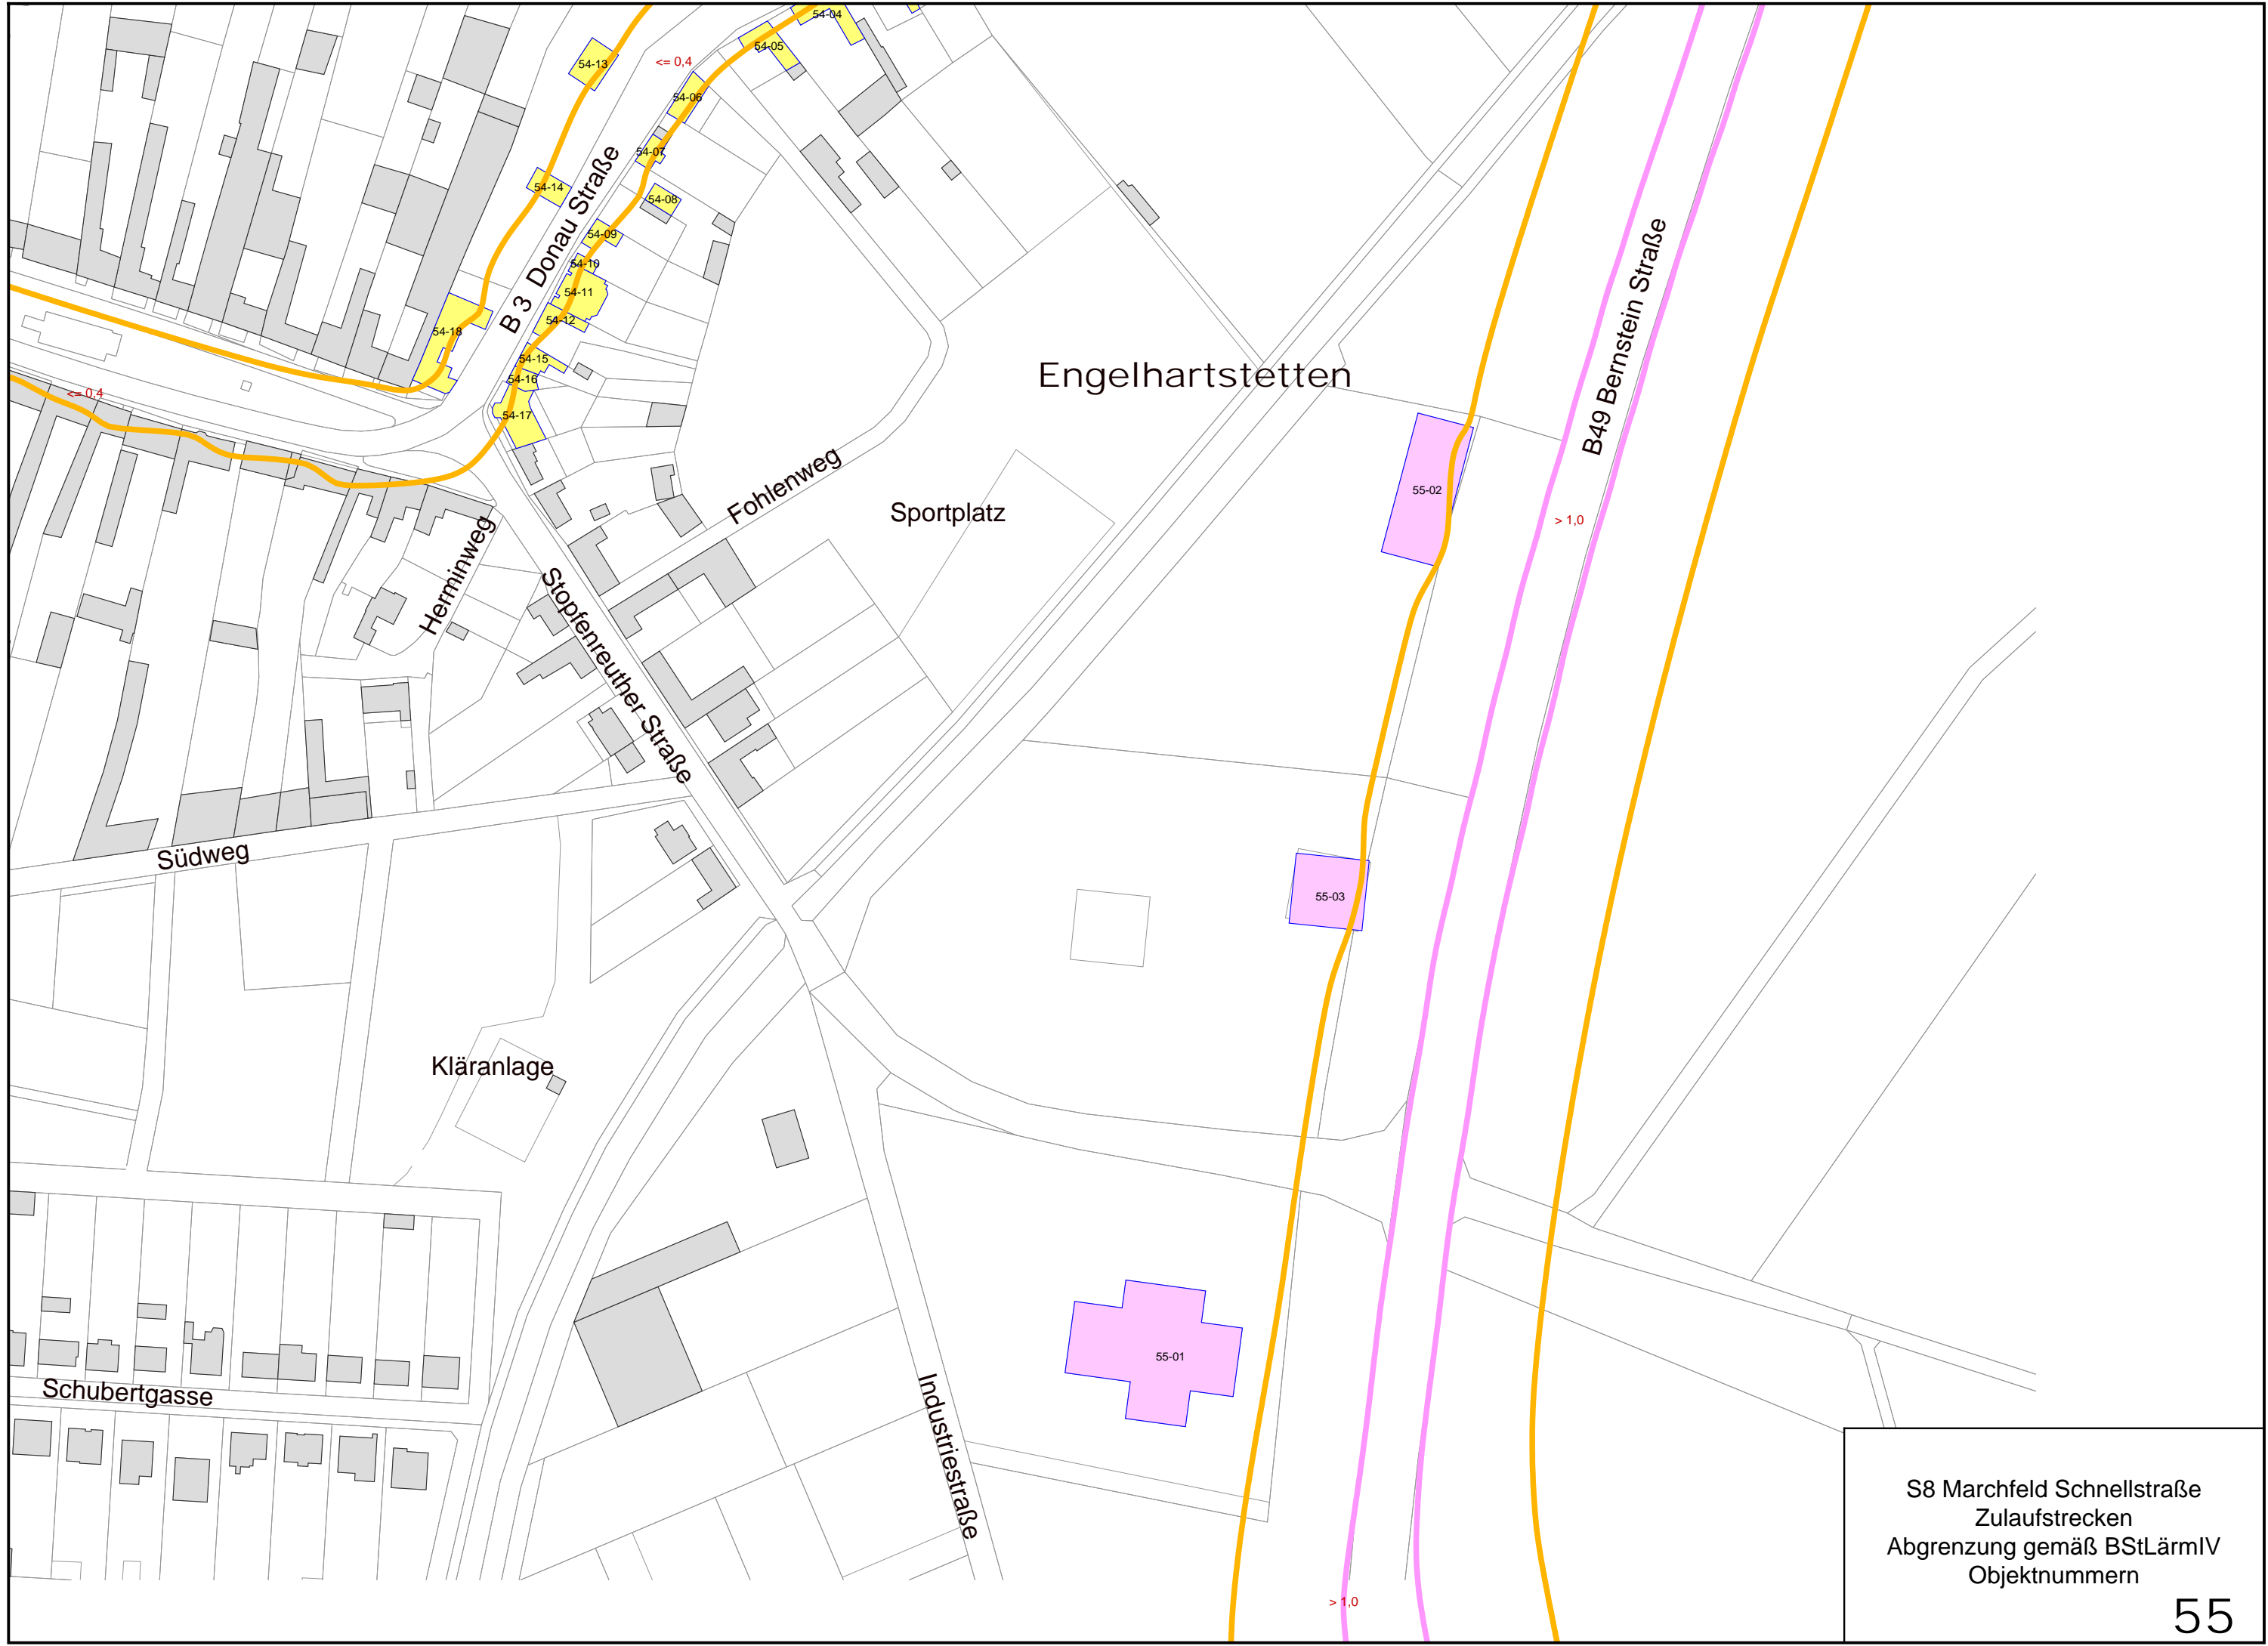 54-04
54-05
54-13
<= 0,4
54-06
54-07
54-14
54-08
54-09
54-10
54-11
54-12
54-18
54-15
54-16
54-17
B 3 Donau Straße
<= 0,4
Engelhartstetten
B49 Bernstein Straße
55-02
> 1,0
Fohlenweg
Sportplatz
Herminweg
Stopfenreuther Straße
Südweg
55-03
Kläranlage
55-01
Schubertgasse
Industriestraße
> 1,0
S8 Marchfeld Schnellstraße
Zulaufstrecken
Abgrenzung gemäß BStLärmIV
Objektnummern
55